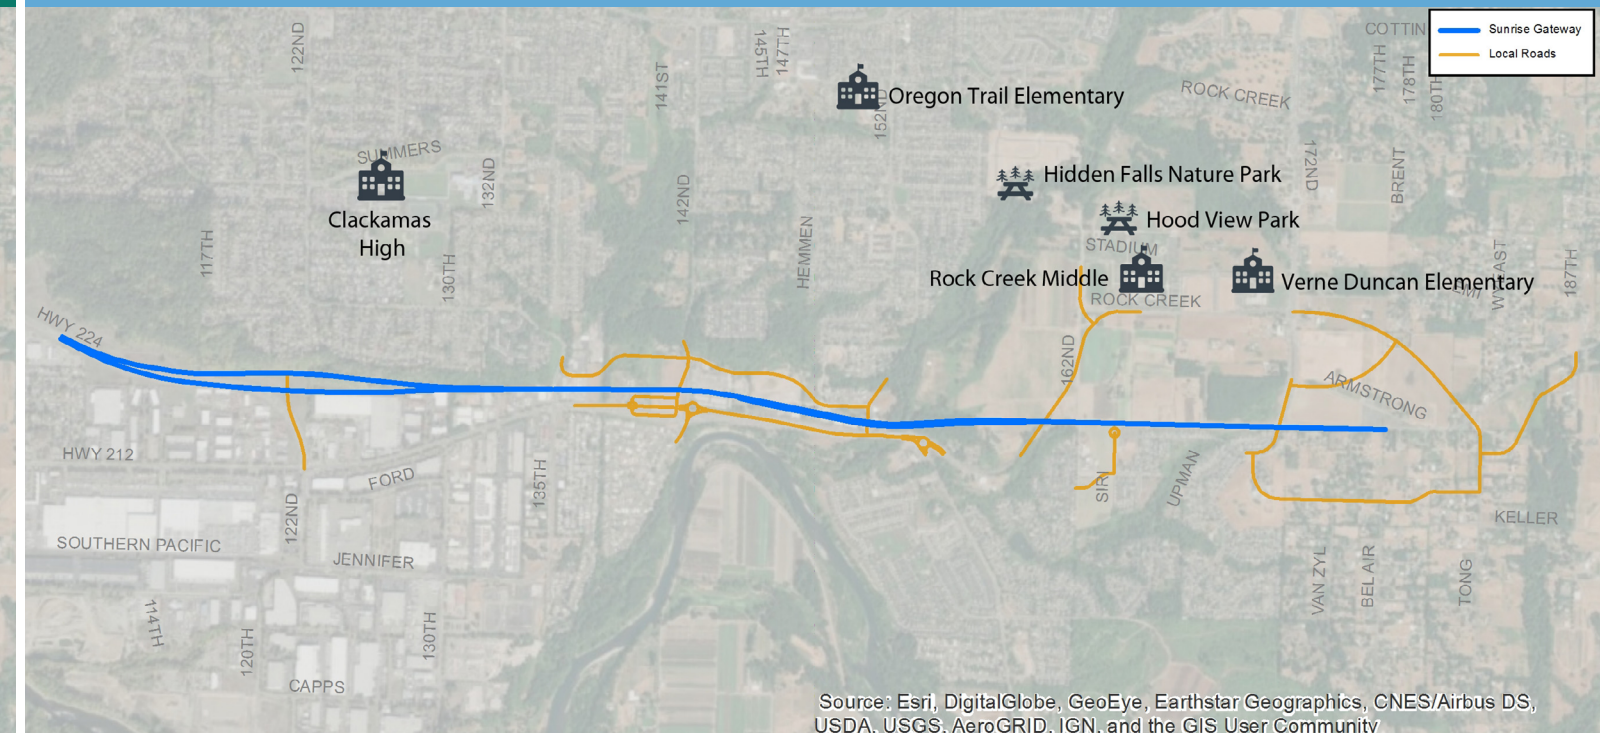 COTTIN
Sunrise Gateway
Local Roads
122ND
145TH
147TH
141ST
177TH
178TH
180TH
ROCK CREEK
Oregon Trail Elementary
152ND
SUMMERS
132ND
142ND
172ND
BRENT
Hidden Falls Nature Park
Hood View Park
Clackamas
High
117TH
130TH
HEMMEN
STADIUM
Rock Creek Middle
Verne Duncan Elementary
187TH
ROCK CREEK
HWY 224
162ND
ARMSTRONG
HWY 212
FORD
135TH
SIRI
UPMAN
122ND
KELLER
SOUTHERN PACIFIC
JENNIFER
VAN ZYL
BEL AIR
TONG
114TH
120TH
130TH
CAPPS
Source: Esri, DigitalGlobe, GeoEye, Earthstar Geographics, CNES/Airbus DS,
USDA, USGS, AeroGRID, IGN, and the GIS User Community